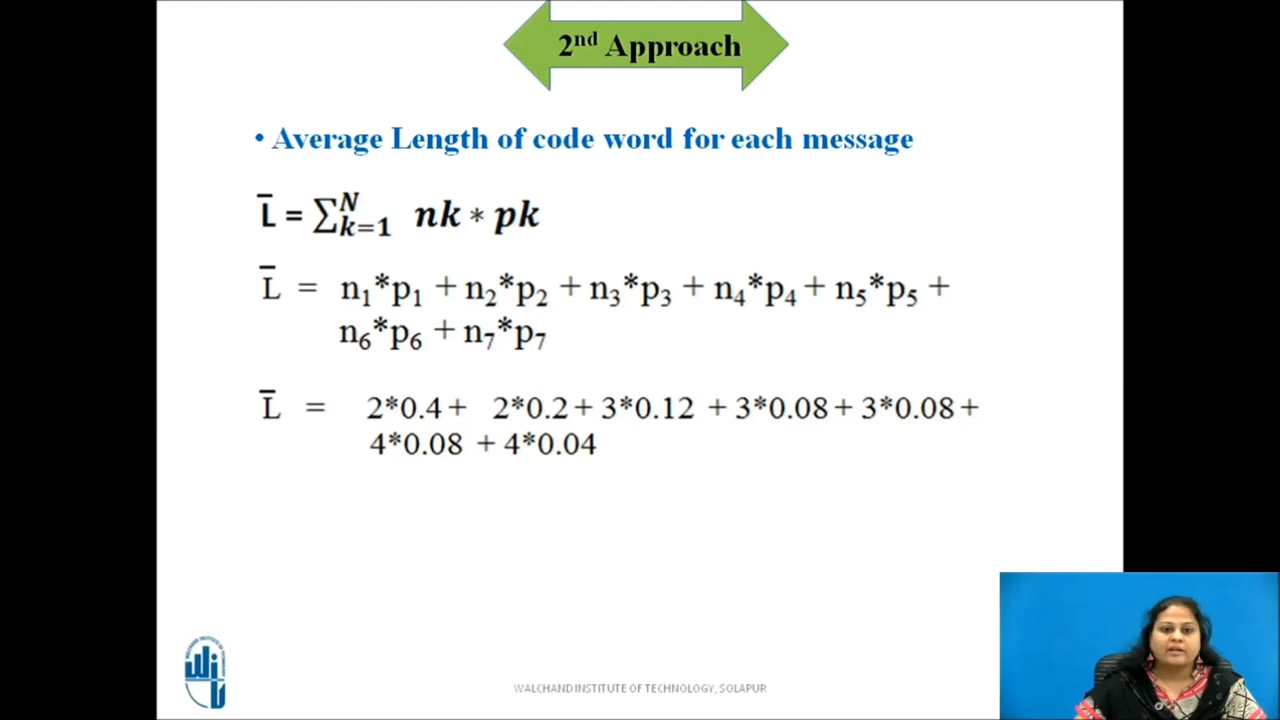 2nd Approach
• Average Length of code word for each message
L̄ = ∑ᴺₖ₌₁ nk * pk
L̄ = n₁*p₁ + n₂*p₂ + n₃*p₃ + n₄*p₄ + n₅*p₅ +
n₆*p₆ + n₇*p₇
L̄ = 2*0.4 + 2*0.2 + 3*0.12 + 3*0.08 + 3*0.08 +
4*0.08 + 4*0.04
WALCHAND INSTITUTE OF TECHNOLOGY, SOLAPUR